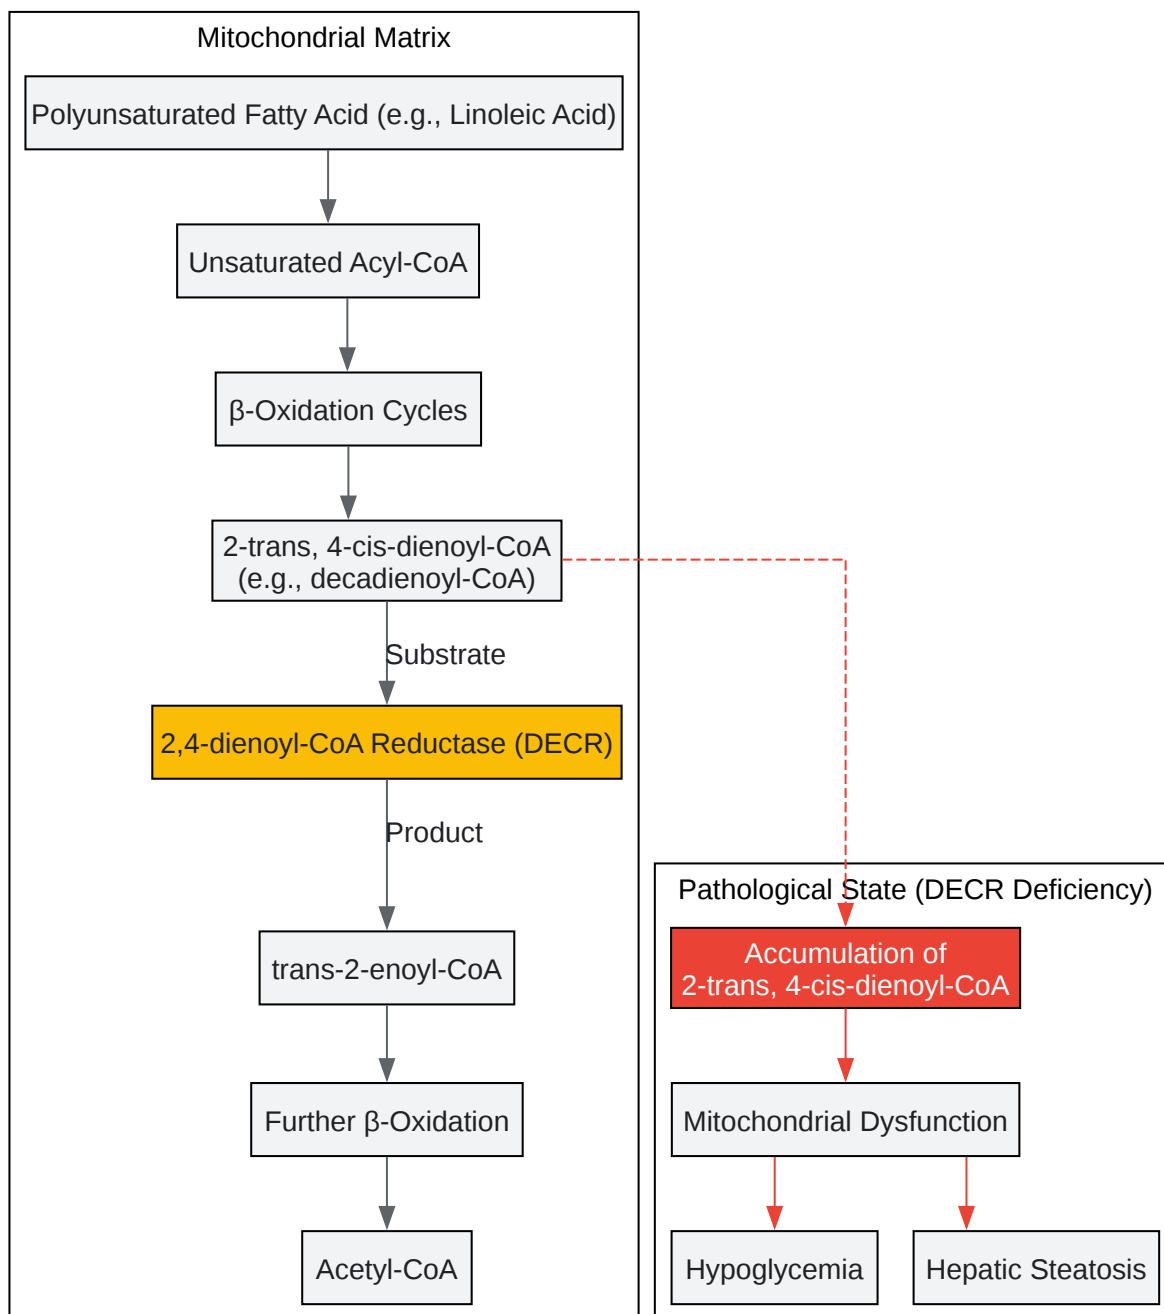 Mitochondrial Matrix
Polyunsaturated Fatty Acid (e.g., Linoleic Acid)
Unsaturated Acyl-CoA
β-Oxidation Cycles
2-trans, 4-cis-dienoyl-CoA
(e.g., decadienoyl-CoA)
Substrate
2,4-dienoyl-CoA Reductase (DECR)
Product
trans-2-enoyl-CoA
Further β-Oxidation
Acetyl-CoA
Pathological State (DECR Deficiency)
Accumulation of
2-trans, 4-cis-dienoyl-CoA
Mitochondrial Dysfunction
Hypoglycemia
Hepatic Steatosis